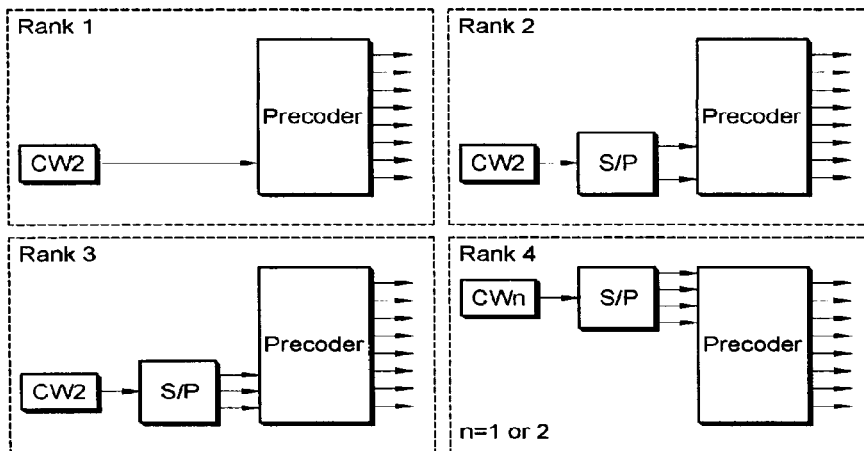 Rank 1
Precoder
CW2
Rank 2
Precoder
CW2
S/P
Rank 3
Precoder
CW2
S/P
Rank 4
CWn
S/P
Precoder
n=1 or 2